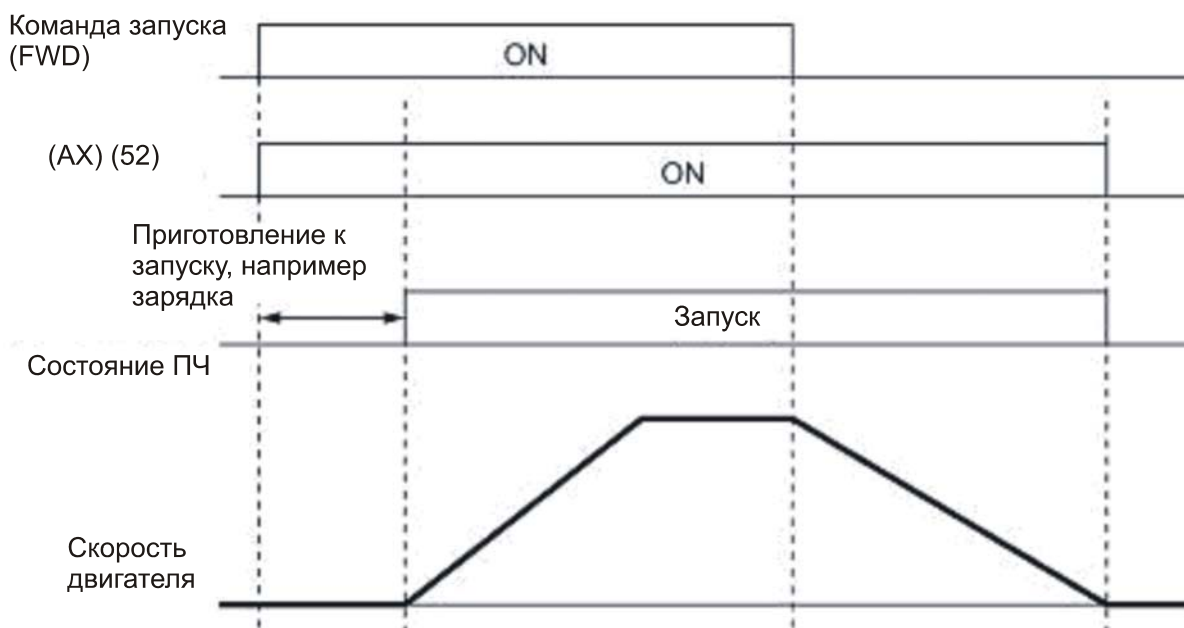 Команда запуска
(FWD)
ON
(AX) (52)
ON
Приготовление к
запуску, например
зарядка
Запуск
Состояние ПЧ
Скорость
двигателя